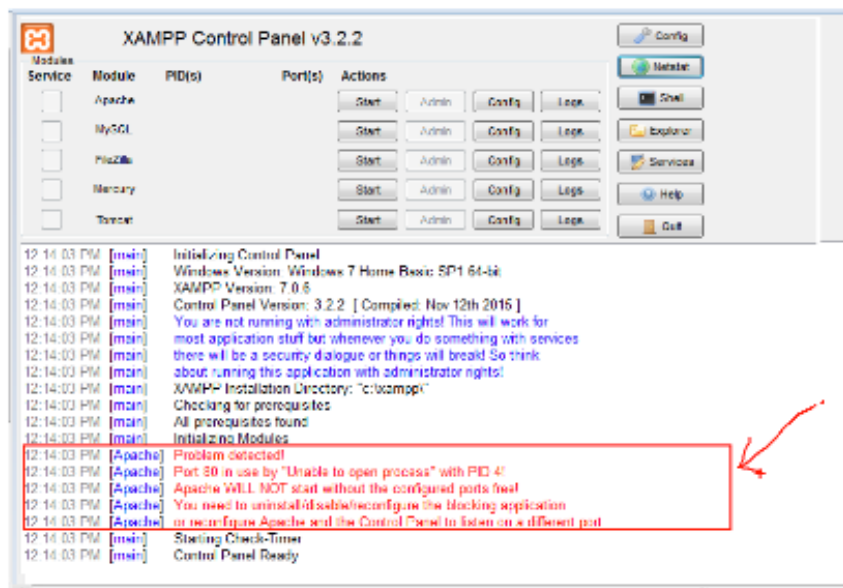 XAMPP Control Panel v3.2.2
Config
Modules
Service Module PID(s) Port(s) Actions
Netstat
Apache Start Admin Config Logs
Shell
MySQL Start Admin Config Logs
Explorer
FileZilla Start Admin Config Logs
Services
Mercury Start Admin Config Logs
Help
Tomcat Start Admin Config Logs
Quit
12:14:03 PM [main] Initializing Control Panel
12:14:03 PM [main] Windows Version: Windows 7 Home Basic SP1 64-bit
12:14:03 PM [main] XAMPP Version: 7.0.6
12:14:03 PM [main] Control Panel Version: 3.2.2 [ Compiled: Nov 12th 2015 ]
12:14:03 PM [main] You are not running with administrator rights! This will work for
12:14:03 PM [main] most application stuff but whenever you do something with services
12:14:03 PM [main] there will be a security dialogue or things will break! So think
12:14:03 PM [main] about running this application with administrator rights!
12:14:03 PM [main] XAMPP Installation Directory: "c:\xampp\"
12:14:03 PM [main] Checking for prerequisites
12:14:03 PM [main] All prerequisites found
12:14:03 PM [main] Initializing Modules
12:14:03 PM [Apache] Problem detected!
12:14:03 PM [Apache] Port 80 in use by "Unable to open process" with PID 4!
12:14:03 PM [Apache] Apache WILL NOT start without the configured ports free!
12:14:03 PM [Apache] You need to uninstall/disable/reconfigure the blocking application
12:14:03 PM [Apache] or reconfigure Apache and the Control Panel to listen on a different port
12:14:03 PM [main] Starting Check-Timer
12:14:03 PM [main] Control Panel Ready